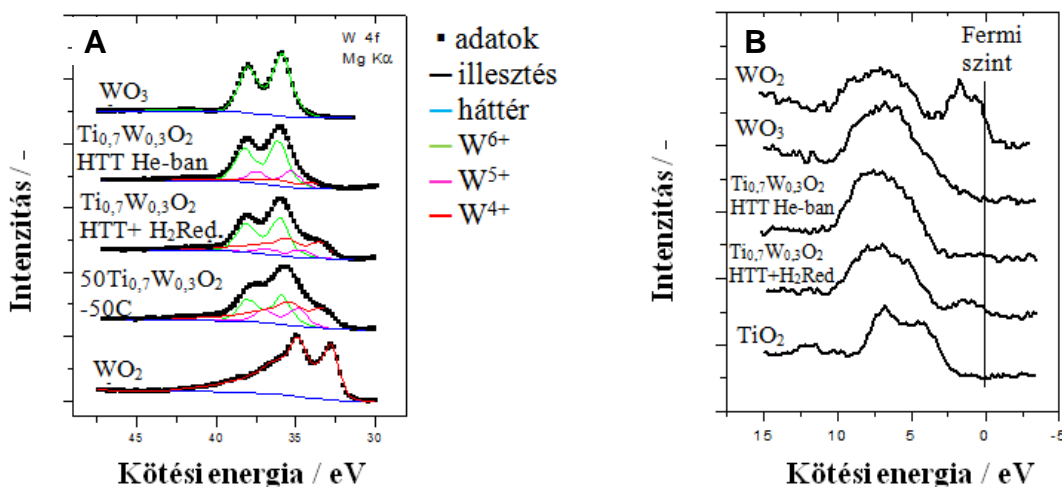 A
W 4f
Mg Kα
WO3
Ti0,7W0,3O2
HTT He-ban
Ti0,7W0,3O2
HTT+ H2Red.
50Ti0,7W0,3O2
-50C
WO2
45 40 35 30
Kötési energia / eV
Intenzitás / -
adatok
illesztés
háttér
W6+
W5+
W4+
B
Fermi
szint
WO2
WO3
Ti0,7W0,3O2
HTT He-ban
Ti0,7W0,3O2
HTT+H2Red
TiO2
15 10 5 0 -5
Kötési energia / eV
Intenzitás / -